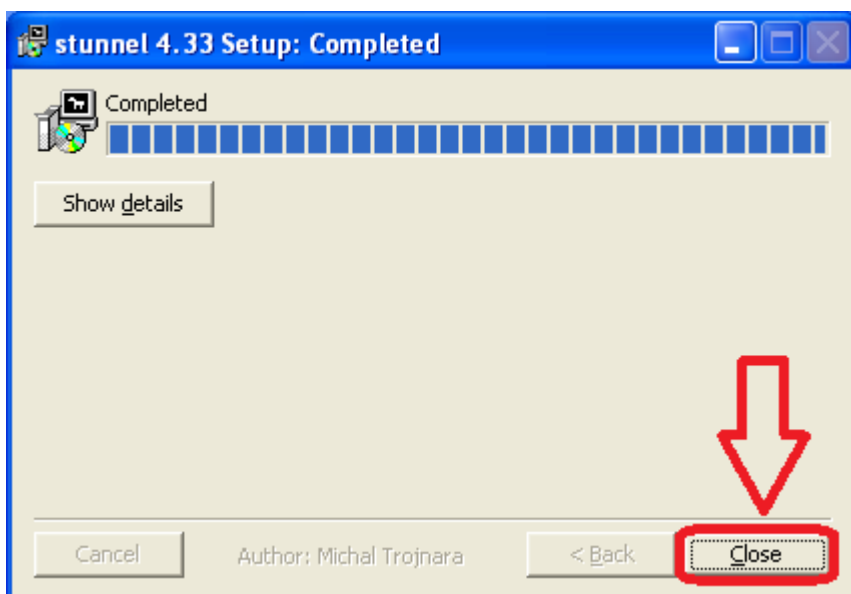 stunnel 4.33 Setup: Completed
Completed
Show details
Cancel
Author: Michal Trojnara
< Back
Close